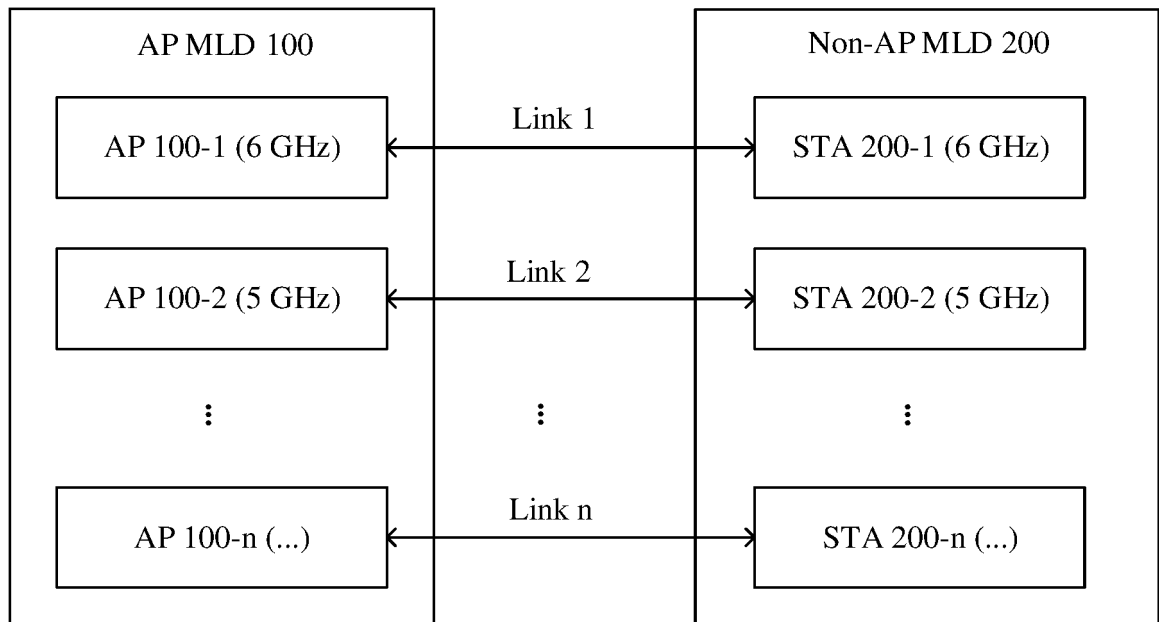 AP MLD 100
Non-AP MLD 200
Link 1
AP 100-1 (6 GHz)
STA 200-1 (6 GHz)
Link 2
AP 100-2 (5 GHz)
STA 200-2 (5 GHz)
Link n
AP 100-n (...)
STA 200-n (...)